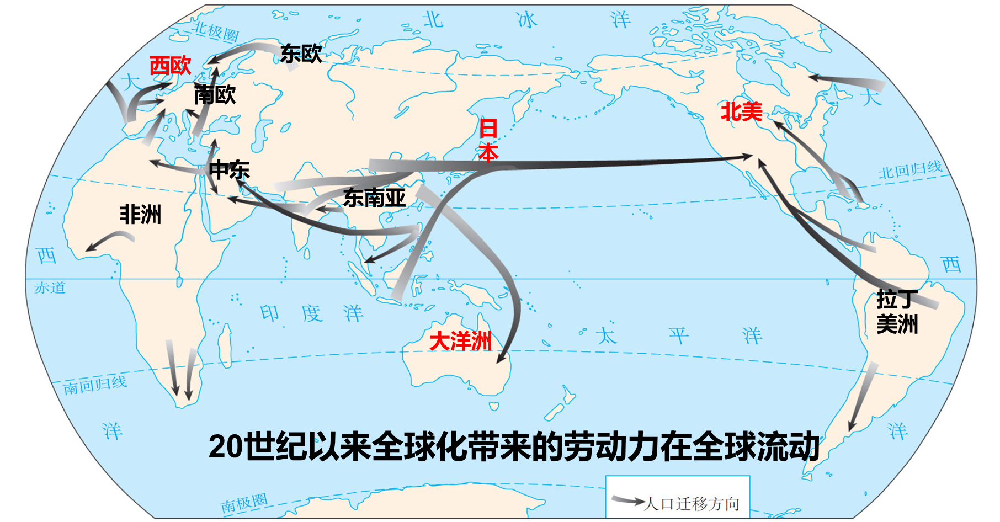 北冰洋
北极圈
东欧
西欧
大
南欧
大
北美
日
本
中东
北回归线
东南亚
非洲
西
西
赤道
印度洋
拉丁
美洲
太平洋
大洋洲
南回归线
洋
洋
20世纪以来全球化带来的劳动力在全球流动
南极圈
人口迁移方向